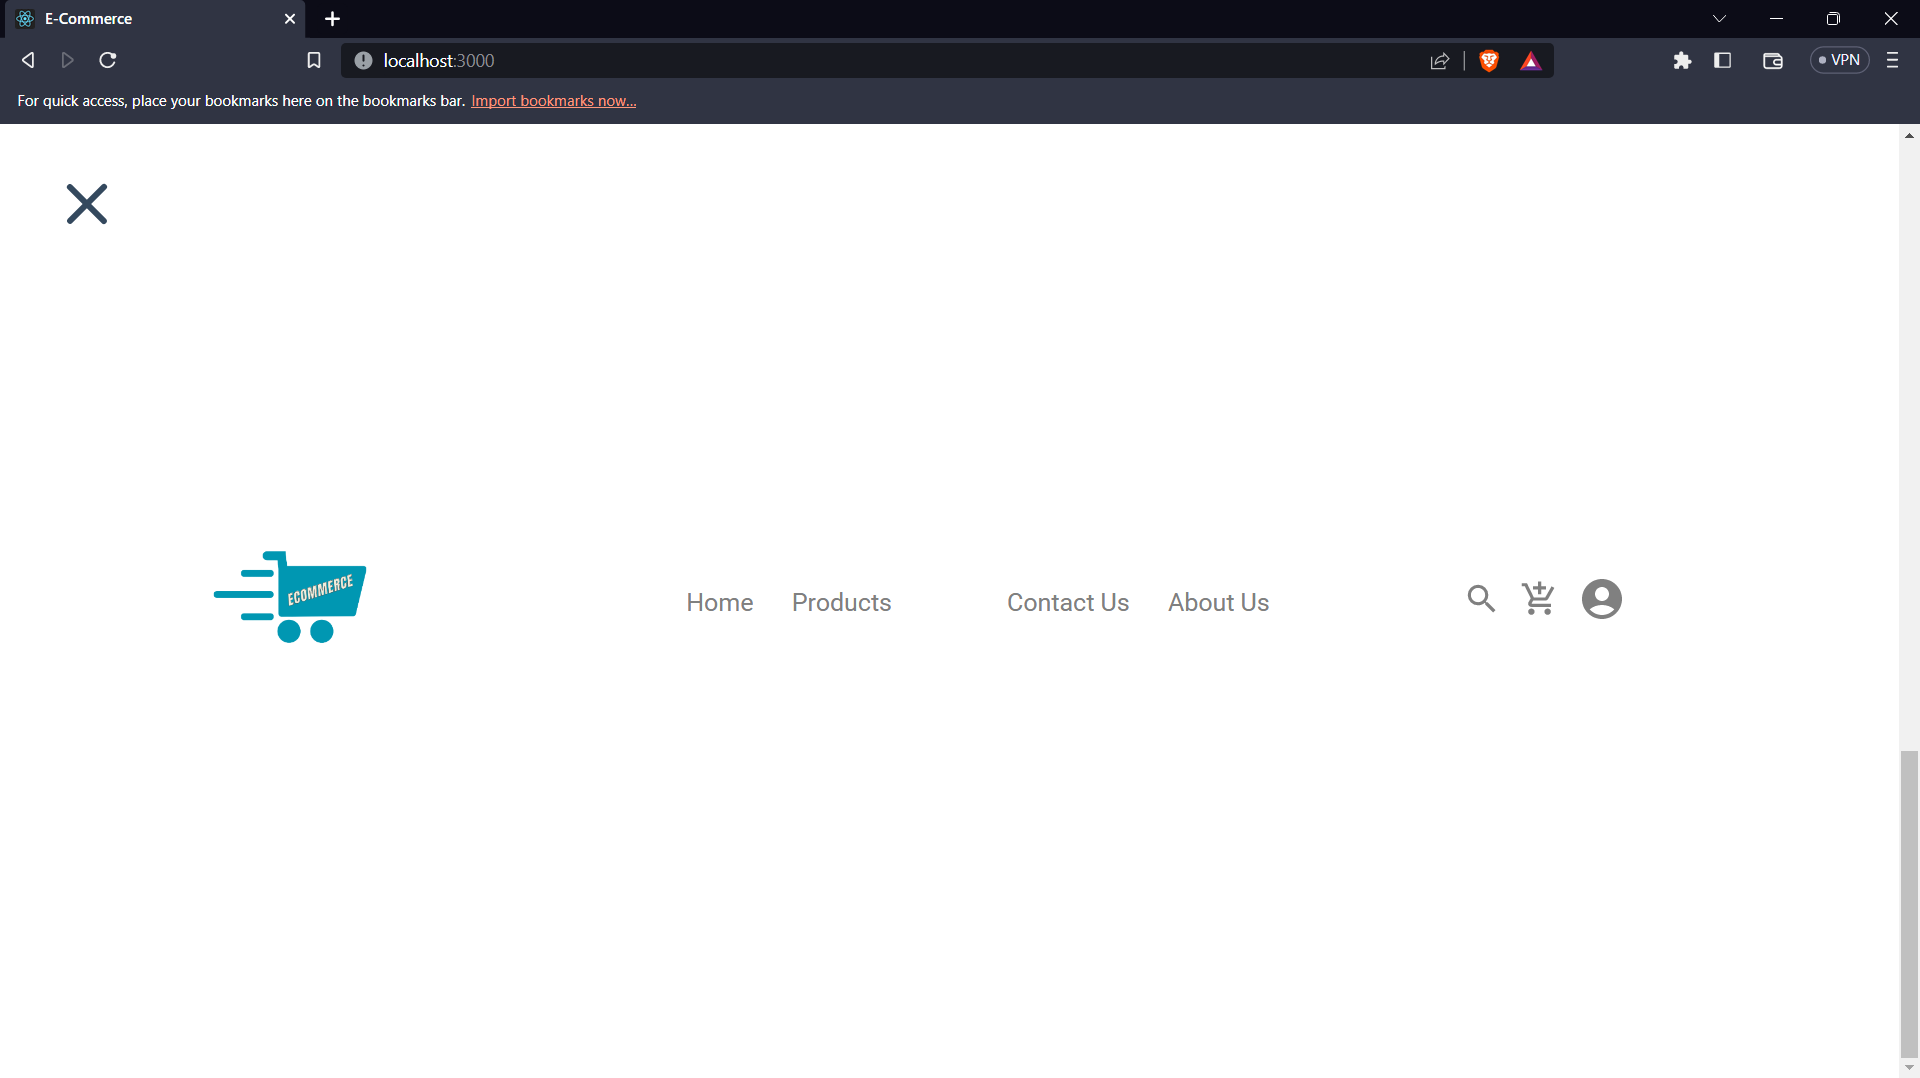 E-Commerce
localhost:3000
VPN
For quick access, place your bookmarks here on the bookmarks bar. Import bookmarks now...
ECOMMERCE
Home Products Contact Us About Us